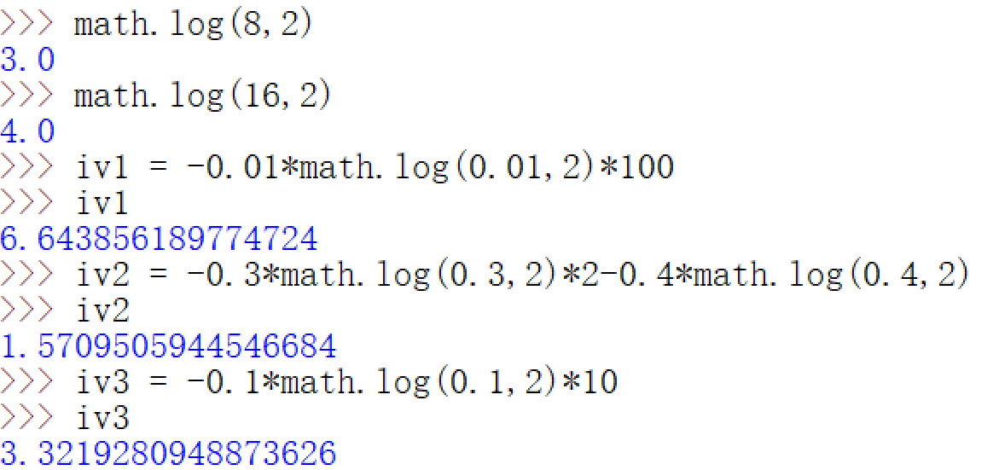 >>> math.log(8,2)
3.0
>>> math.log(16,2)
4.0
>>> iv1 = -0.01*math.log(0.01,2)*100
>>> iv1
6.643856189774724
>>> iv2 = -0.3*math.log(0.3,2)*2-0.4*math.log(0.4,2)
>>> iv2
1.5709505944546684
>>> iv3 = -0.1*math.log(0.1,2)*10
>>> iv3
3.3219280948873626